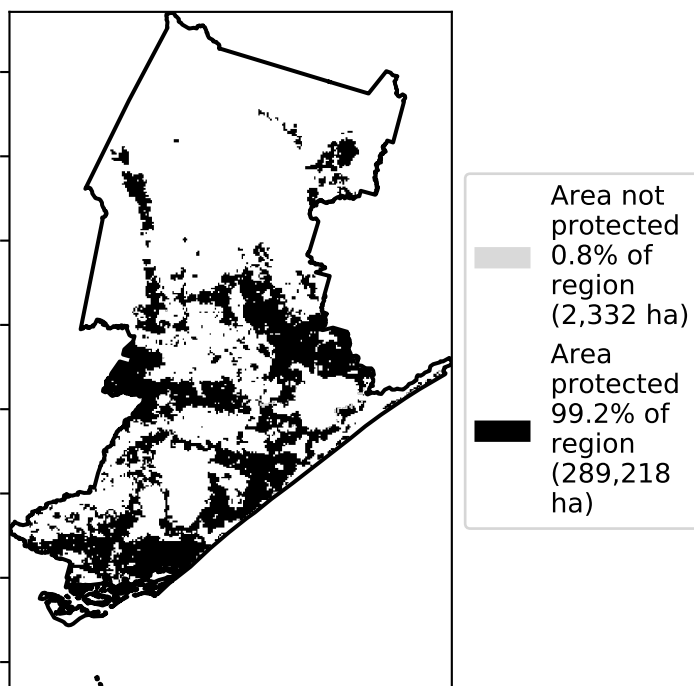 Area not
protected
0.8% of
region
(2,332 ha)
Area
protected
99.2% of
region
(289,218
ha)